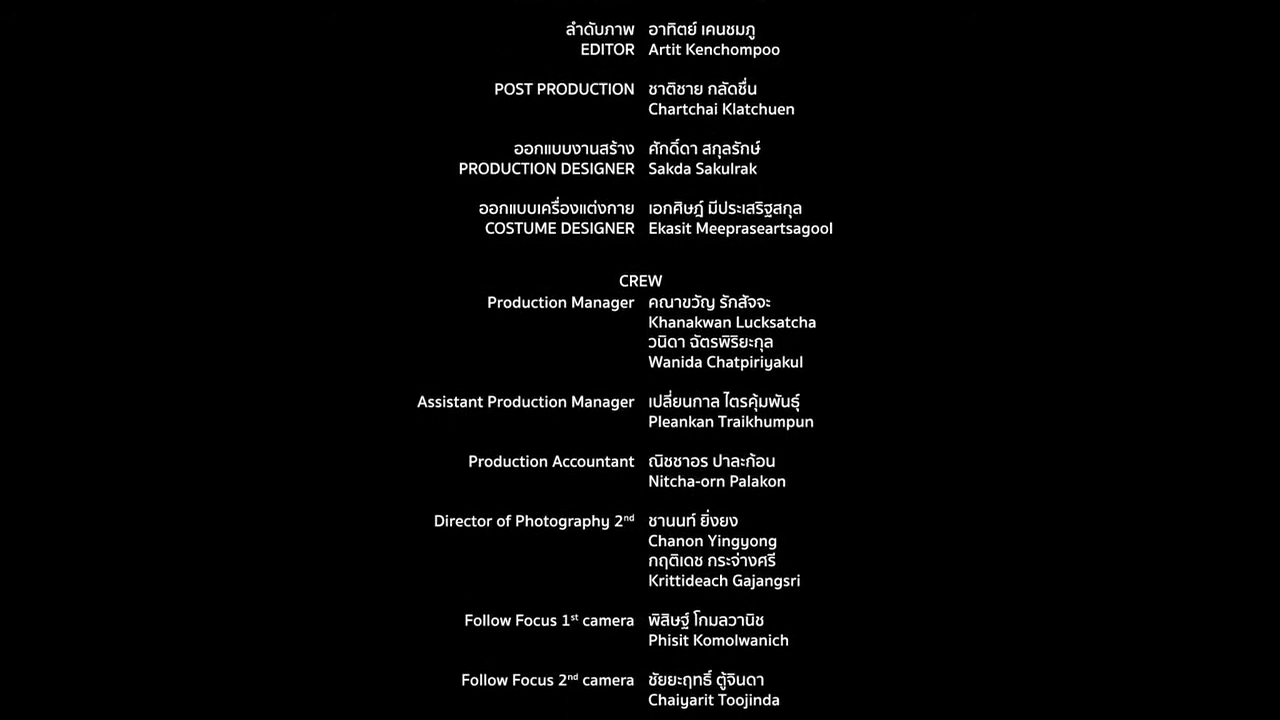 ลำดับภาพ อาทิตย์ เคนชมภู
EDITOR Artit Kenchompoo
POST PRODUCTION ชาติชาย กลัดชื่น
Chartchai Klatchuen
ออกแบบงานสร้าง ศักดิ์ดา สกุลรักษ์
PRODUCTION DESIGNER Sakda Sakulrak
ออกแบบเครื่องแต่งกาย เอกศิษฎ์ มีประเสริฐสกุล
COSTUME DESIGNER Ekasit Meepraseartsagool
CREW
Production Manager คณาขวัญ รักสัจจะ
Khanakwan Lucksatcha
วนิดา ฉัตรพิริยะกุล
Wanida Chatpiriyakul
Assistant Production Manager เปลี่ยนกาล ไตรคุ้มพันธุ์
Pleankan Traikhumpun
Production Accountant ณิชชาอร ปาละก้อน
Nitcha-orn Palakon
Director of Photography 2nd ชานนท์ ยิ่งยง
Chanon Yingyong
กฤติเดช กระจ่างศรี
Krittideach Gajangsri
Follow Focus 1st camera พิสิษฐ์ โกมลวานิช
Phisit Komolwanich
Follow Focus 2nd camera ชัยยะฤทธิ์ ตู้จินดา
Chaiyarit Toojinda